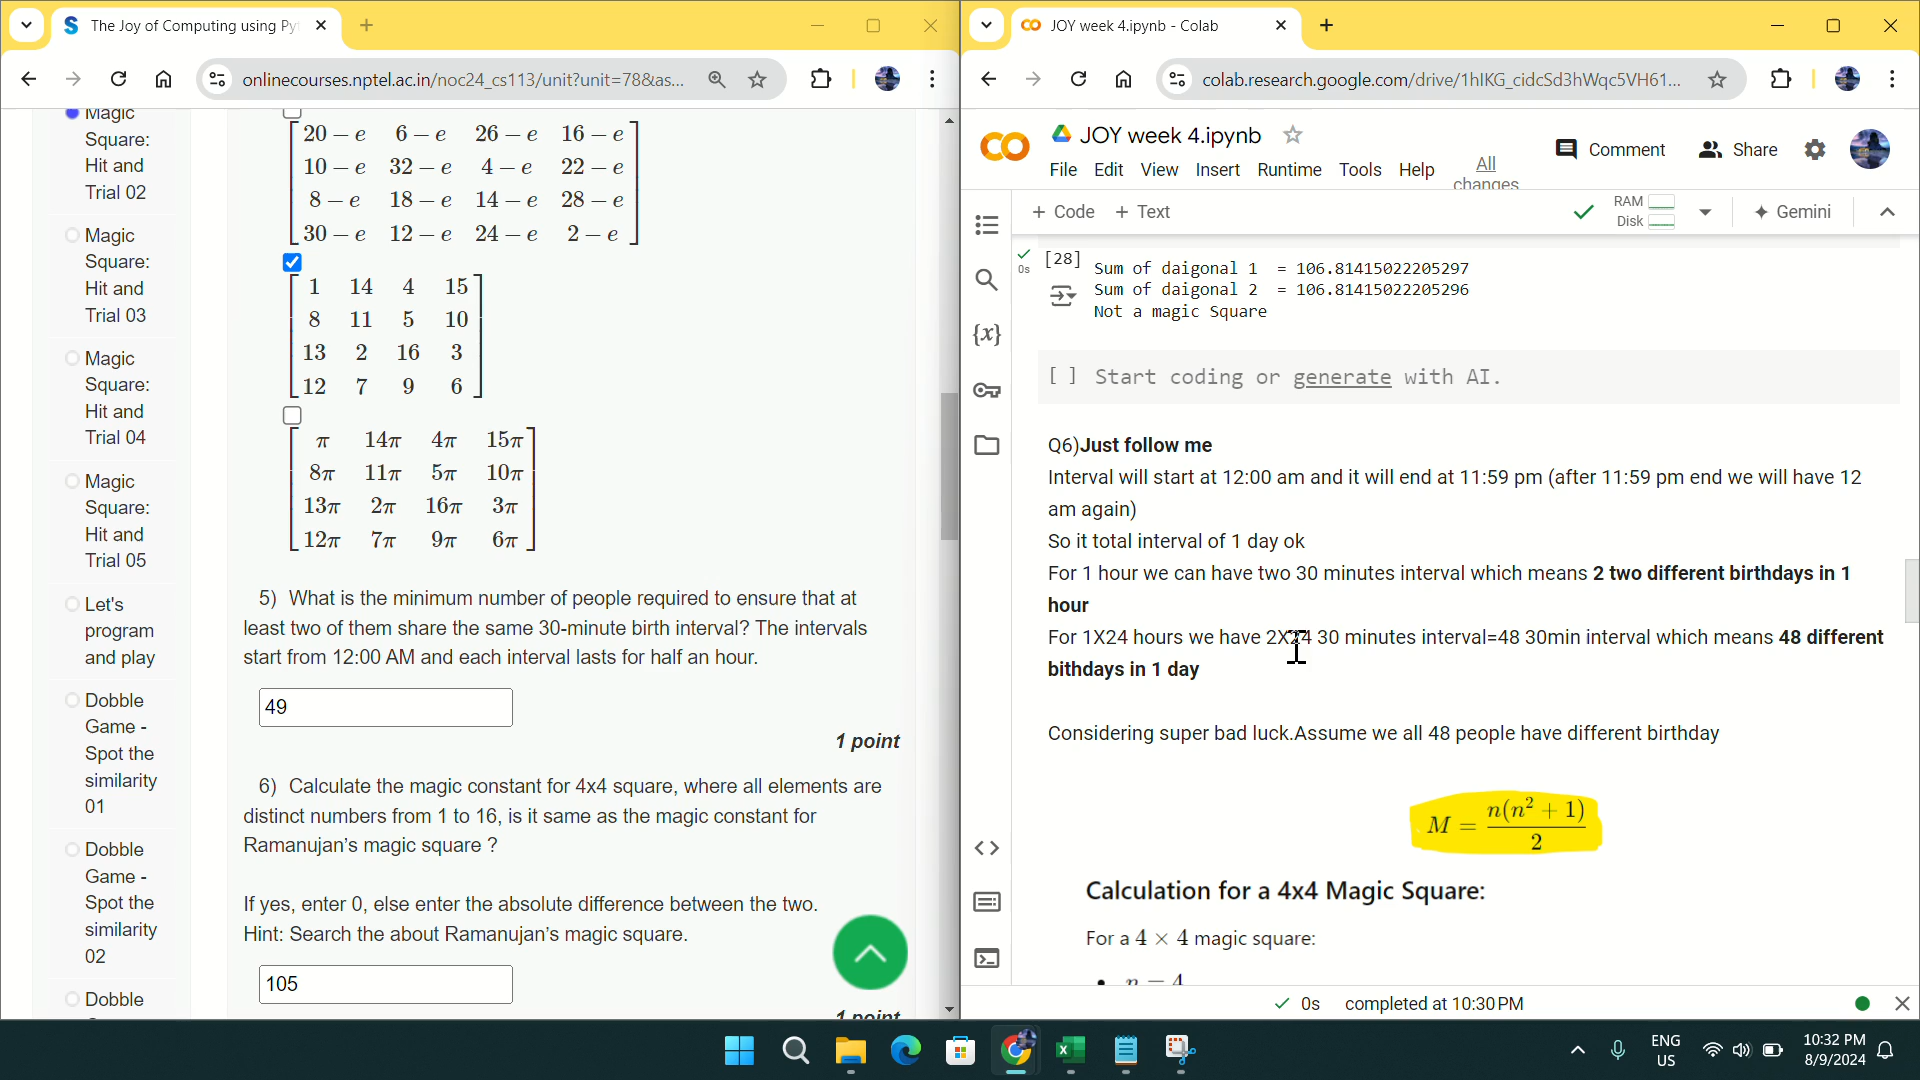 The Joy of Computing using Py
onlinecourses.nptel.ac.in/noc24_cs113/unit?unit=78&as...
Magic
Square:
Hit and
Trial 02
Magic
Square:
Hit and
Trial 03
Magic
Square:
Hit and
Trial 04
Magic
Square:
Hit and
Trial 05
Let's
program
and play
Dobble
Game -
Spot the
similarity
01
Dobble
Game -
Spot the
similarity
02
Dobble
20 − e 6 − e 26 − e 16 − e
10 − e 32 − e 4 − e 22 − e
8 − e 18 − e 14 − e 28 − e
30 − e 12 − e 24 − e 2 − e
1 14 4 15
8 11 5 10
13 2 16 3
12 7 9 6
π 14π 4π 15π
8π 11π 5π 10π
13π 2π 16π 3π
12π 7π 9π 6π
5) What is the minimum number of people required to ensure that at
least two of them share the same 30-minute birth interval? The intervals
start from 12:00 AM and each interval lasts for half an hour.
49
1 point
6) Calculate the magic constant for 4x4 square, where all elements are
distinct numbers from 1 to 16, is it same as the magic constant for
Ramanujan's magic square ?
If yes, enter 0, else enter the absolute difference between the two.
Hint: Search the about Ramanujan's magic square.
105
1 point
JOY week 4.ipynb - Colab
colab.research.google.com/drive/1hIKG_cidcSd3hWqc5VH61...
JOY week 4.ipynb
File Edit View Insert Runtime Tools Help All changes
Comment Share
+ Code + Text
RAM
Disk
Gemini
[28]
0s
Sum of daigonal 1 = 106.81415022205297
Sum of daigonal 2 = 106.81415022205296
Not a magic Square
{x}
[ ] Start coding or generate with AI.
Q6)Just follow me
Interval will start at 12:00 am and it will end at 11:59 pm (after 11:59 pm end we will have 12
am again)
So it total interval of 1 day ok
For 1 hour we can have two 30 minutes interval which means 2 two different birthdays in 1
hour
For 1X24 hours we have 2X24 30 minutes interval=48 30min interval which means 48 different
bithdays in 1 day
Considering super bad luck.Assume we all 48 people have different birthday
M = n(n² + 1) / 2
Calculation for a 4x4 Magic Square:
For a 4 × 4 magic square:
• n = 4
0s completed at 10:30 PM
ENG
US
10:32 PM
8/9/2024